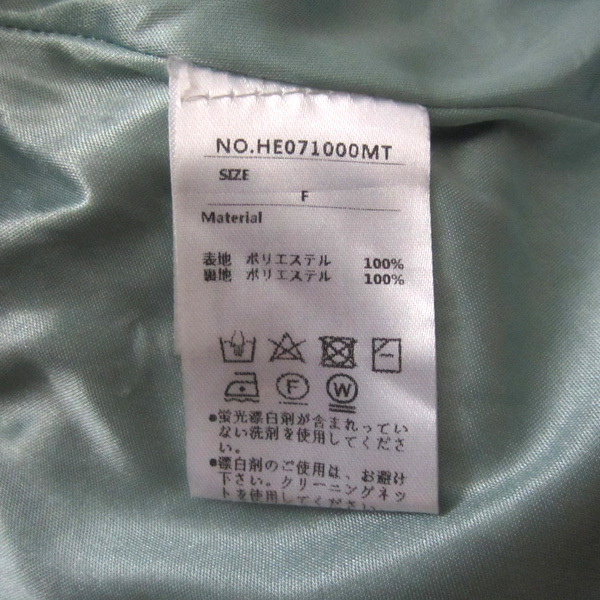 NO.HE071000MT
SIZE
F
Material
表地 ポリエステル 100%
裏地 ポリエステル 100%
F W
●蛍光漂白剤が含まれってい
ない洗剤を使用してくださ
い。
●漂白剤のご使用は、お避け
下さい。クリーニングネッ
トを使用してください。